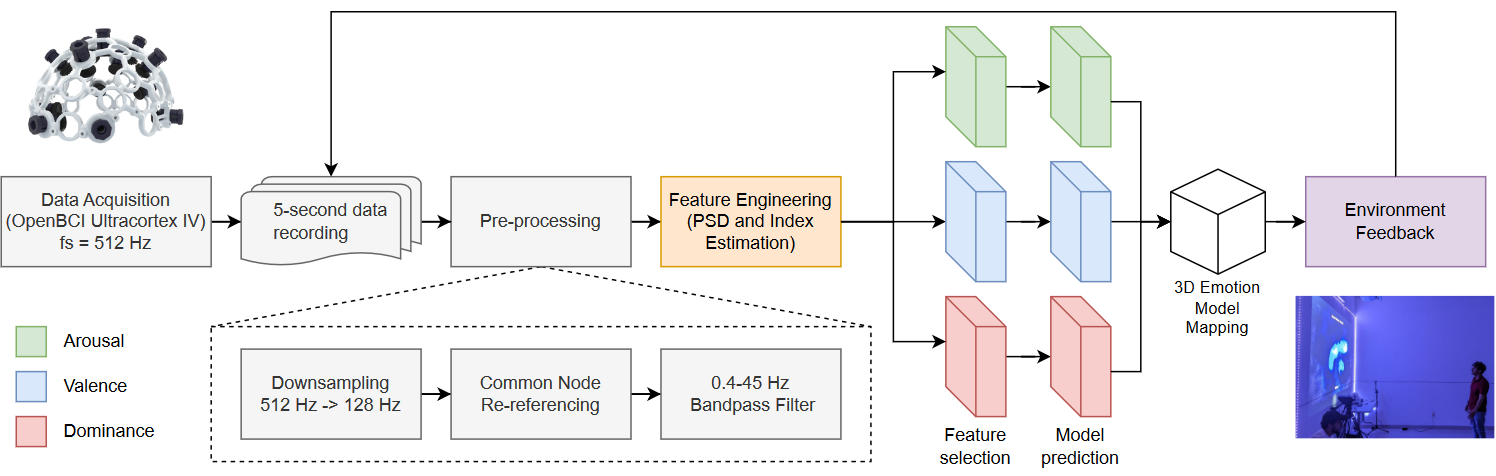 Data Acquisition
(OpenBCI Ultracortex IV)
fs = 512 Hz
5-second data
recording
Pre-processing
Feature Engineering
(PSD and Index
Estimation)
3D Emotion
Model
Mapping
Environment
Feedback
Arousal
Valence
Dominance
Downsampling
512 Hz -> 128 Hz
Common Node
Re-referencing
0.4-45 Hz
Bandpass Filter
Feature
selection
Model
prediction